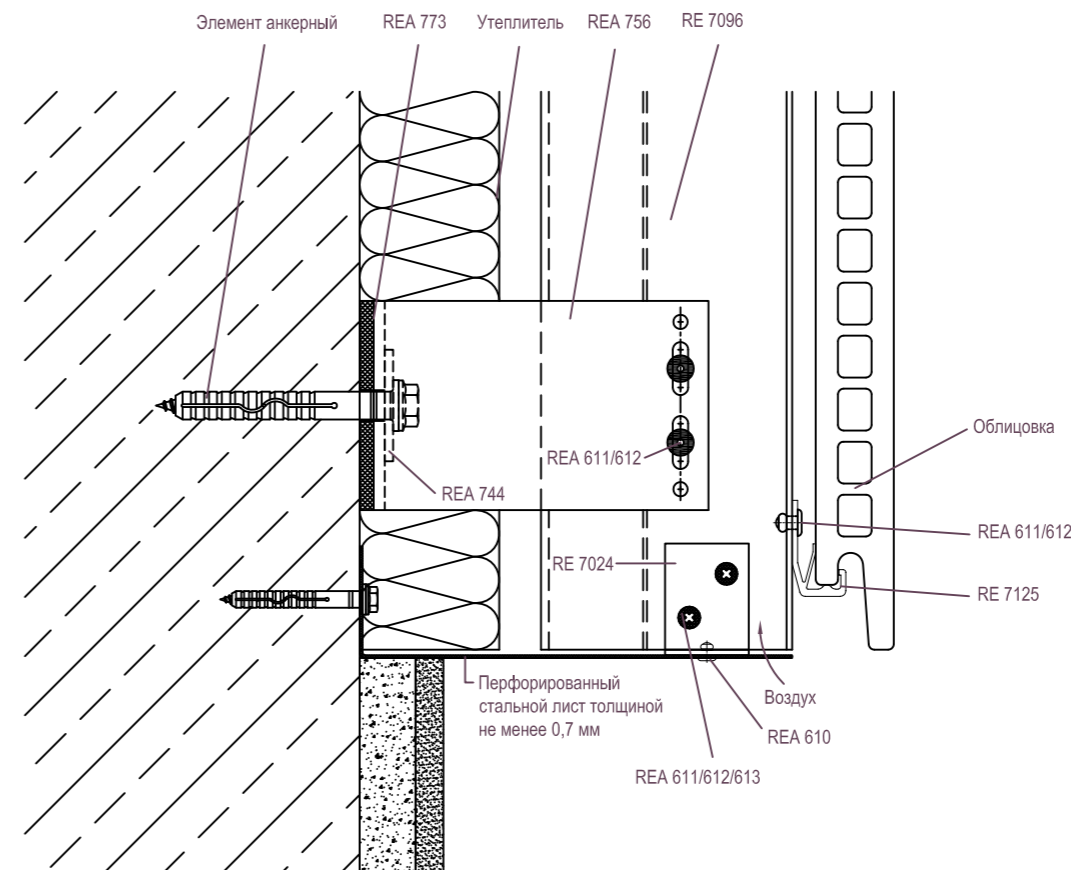 Элемент анкерный
REA 773
Утеплитель
REA 756
RE 7096
Облицовка
REA 611/612
REA 744
REA 611/612
RE 7024
RE 7125
Перфорированный
стальной лист толщиной
не менее 0,7 мм
Воздух
REA 610
REA 611/612/613